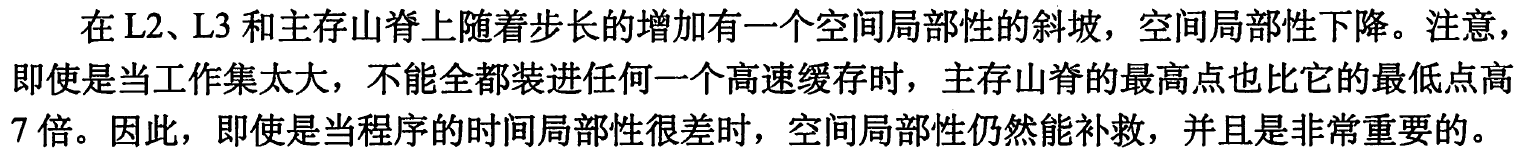 在 L2、L3 和主存山脊上随着步长的增加有一个空间局部性的斜坡，空间局部性下降。注意，
即使是当工作集太大，不能全都装进任何一个高速缓存时，主存山脊的最高点也比它的最低点高
7 倍。因此，即使是当程序的时间局部性很差时，空间局部性仍然能补救，并且是非常重要的。